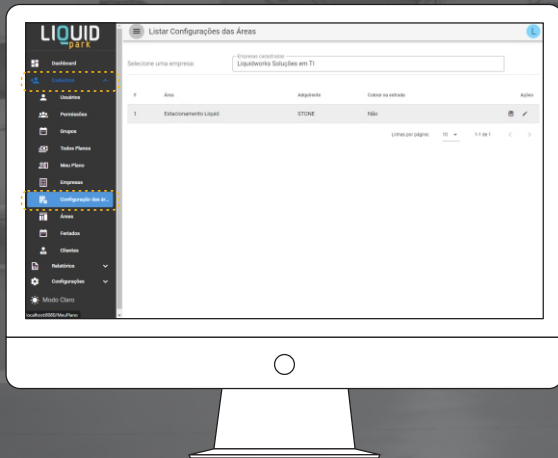 LIQUID
park
Listar Configurações das Áreas
L
Dashboard
Cadastros
Usuários
Permissões
Grupos
Todos Planos
Meu Plano
Empresas
Configuração das ár...
Áreas
Feriados
Clientes
Relatórios
Configurações
Modo Claro
localhost:8080/MeuPlano
Selecione uma empresa:
Empresas cadastradas
Liquidworks Soluções em TI
# Área Adquirente Cobrar na entrada Ações
1 Estacionamento Liquid STONE Não
Linhas por página: 10 1-1 de 1